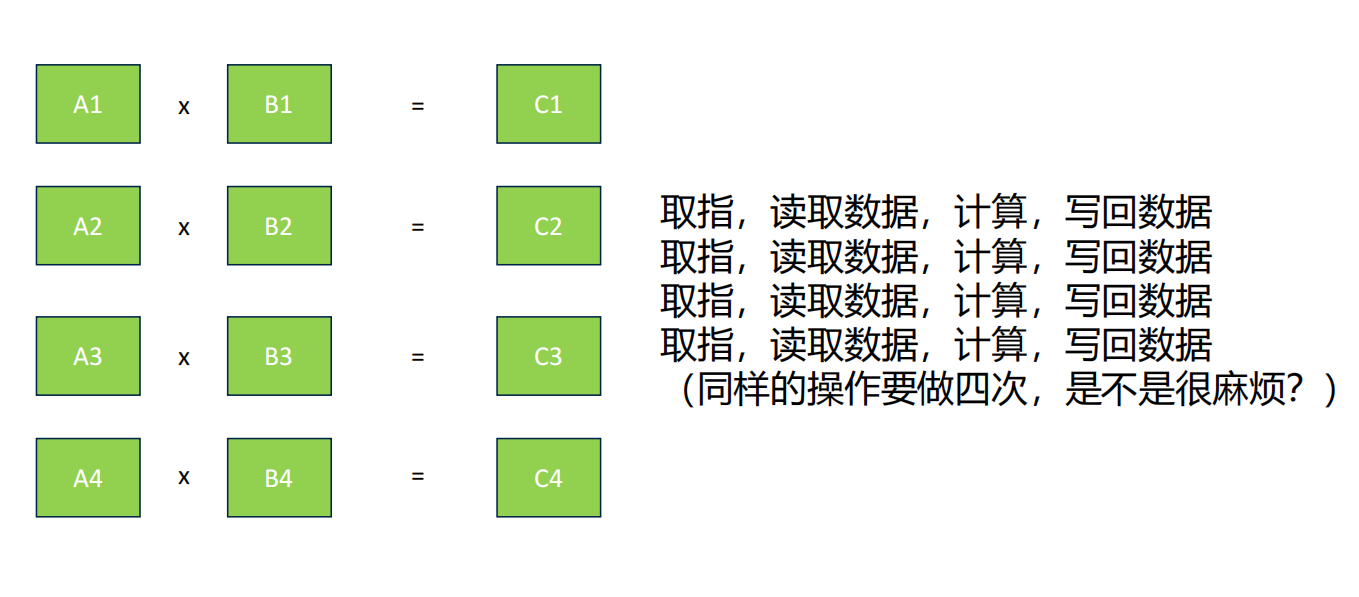 A1 x B1 = C1
A2 x B2 = C2
A3 x B3 = C3
A4 x B4 = C4
取指，读取数据，计算，写回数据
取指，读取数据，计算，写回数据
取指，读取数据，计算，写回数据
取指，读取数据，计算，写回数据
（同样的操作要做四次，是不是很麻烦？）